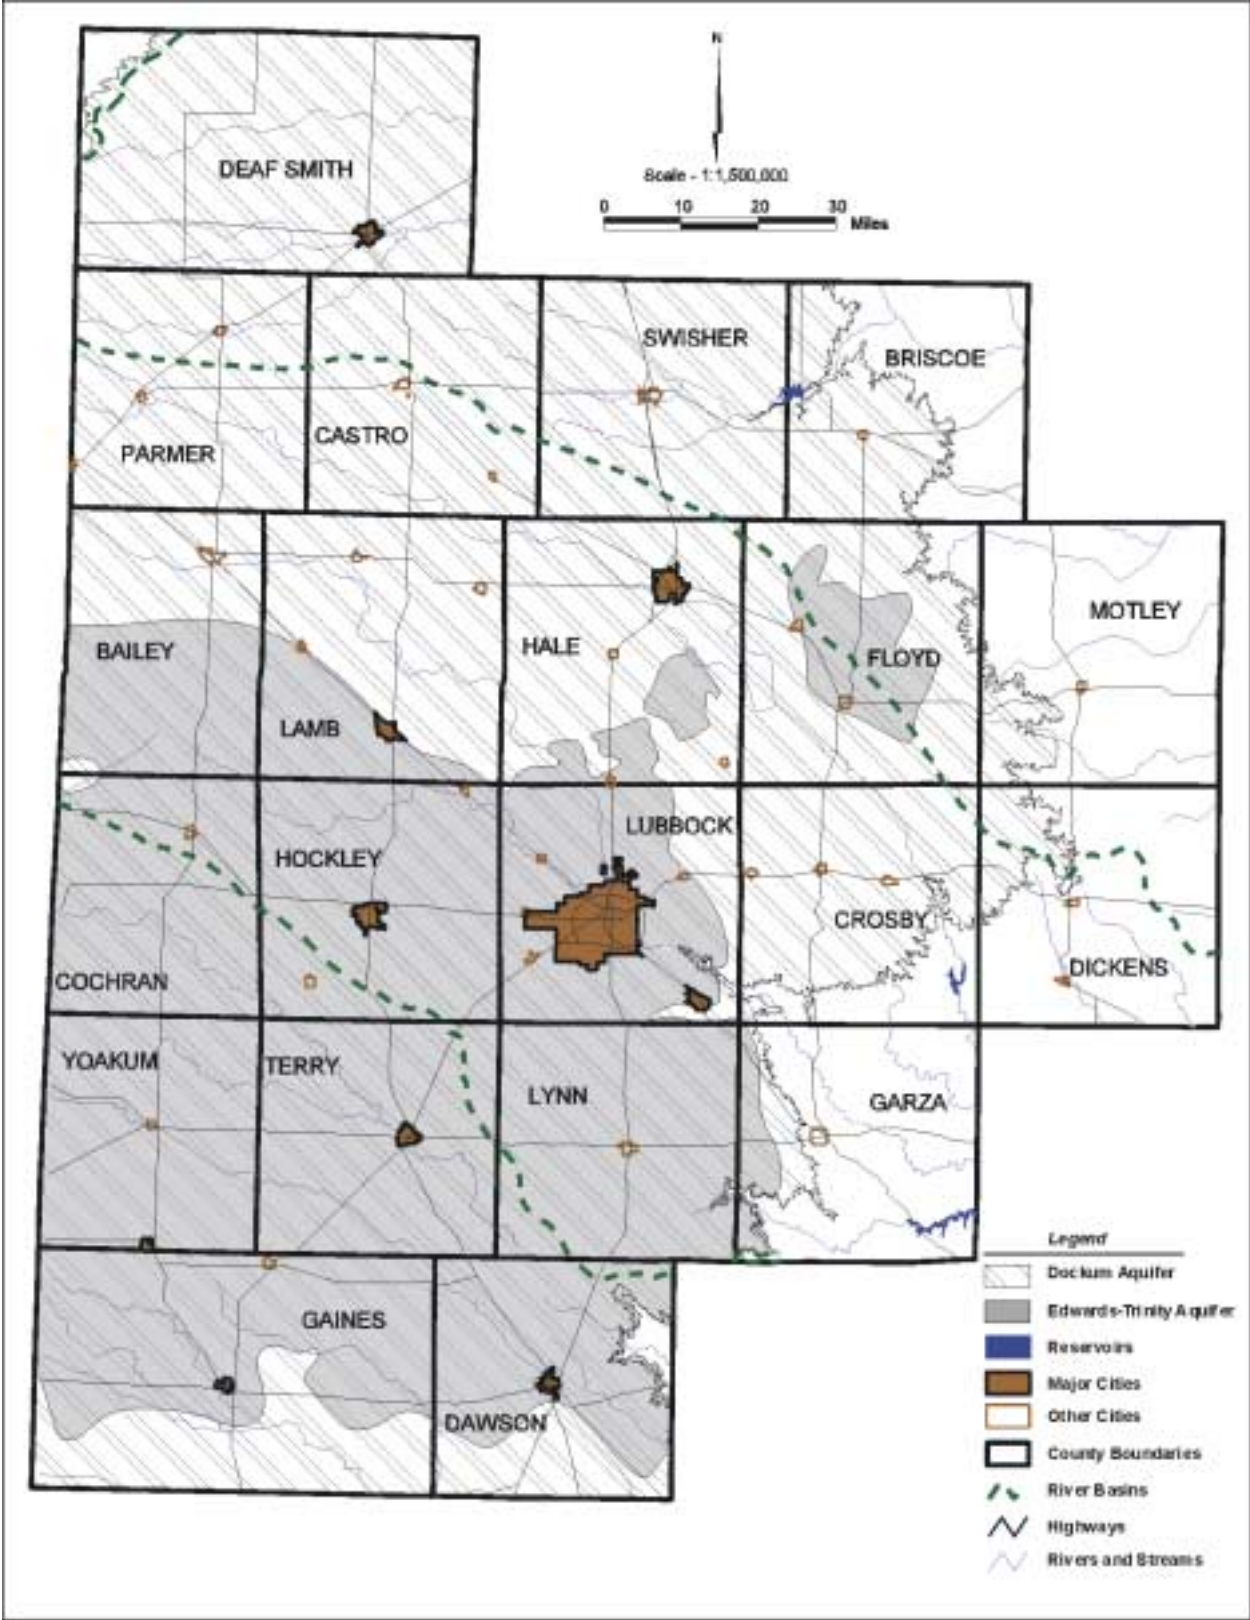 N
Scale - 1:1,500,000
0 10 20 30
Miles
DEAF SMITH
SWISHER
BRISCOE
PARMER
CASTRO
BAILEY
HALE
FLOYD
MOTLEY
LAMB
LUBBOCK
HOCKLEY
CROSBY
COCHRAN
DICKENS
YOAKUM
TERRY
LYNN
GARZA
GAINES
DAWSON
Legend
Dockum Aquifer
Edwards-Trinity Aquifer
Reservoirs
Major Cities
Other Cities
County Boundaries
River Basins
Highways
Rivers and Streams